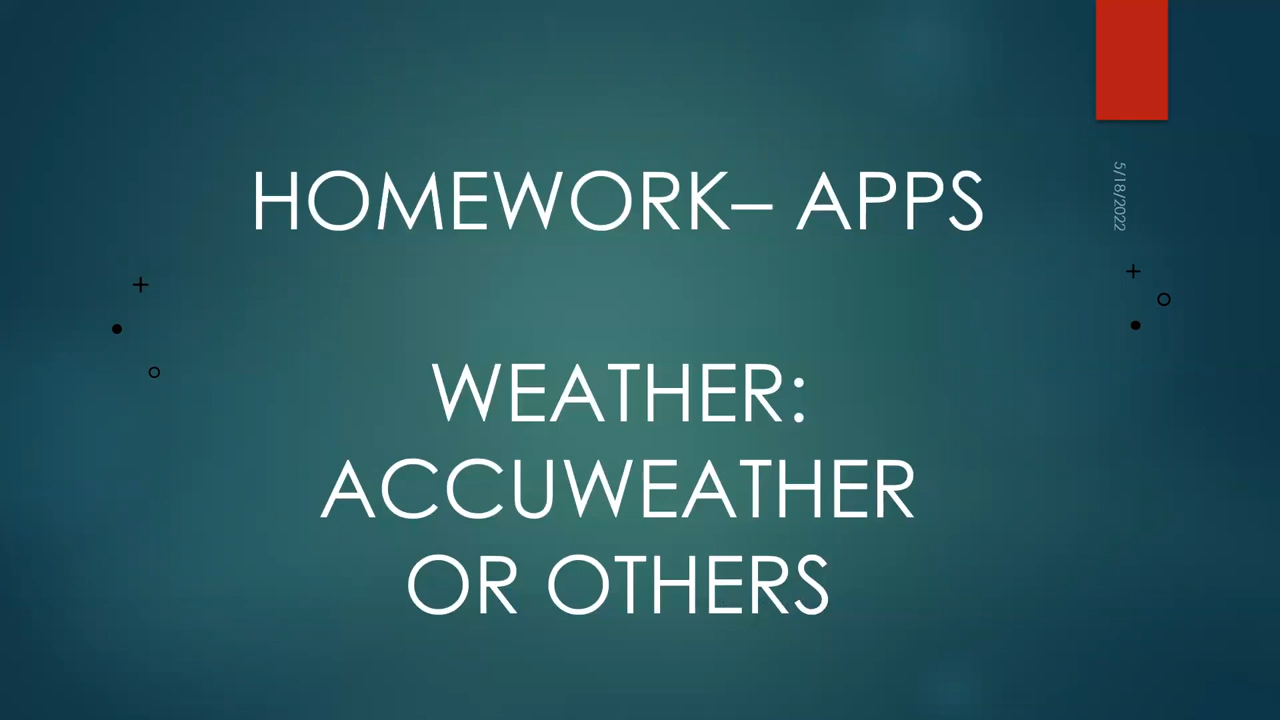 HOMEWORK– APPS
5/18/2022
WEATHER:
ACCUWEATHER
OR OTHERS